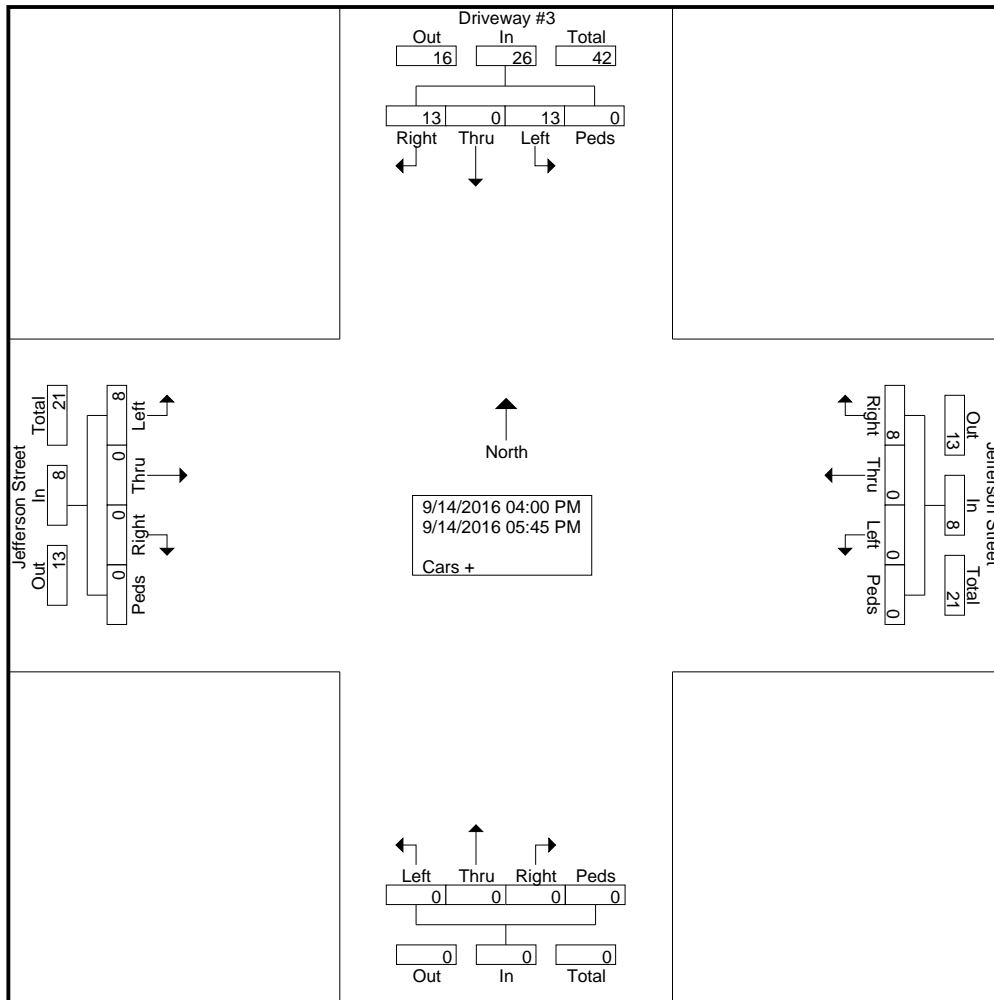 Driveway #3
Out In Total
16 26 42
13 0 13 0
Right Thru Left Peds
Jefferson Street
Total In Out
21 8 13
8 0 0 0
Left Thru Right Peds
North
9/14/2016 04:00 PM
9/14/2016 05:45 PM
Cars +
Right Thru Left Peds
8 0 0 0
Out In Total
13 8 21
Jefferson Street
Left Thru Right Peds
0 0 0 0
0 0 0
Out In Total